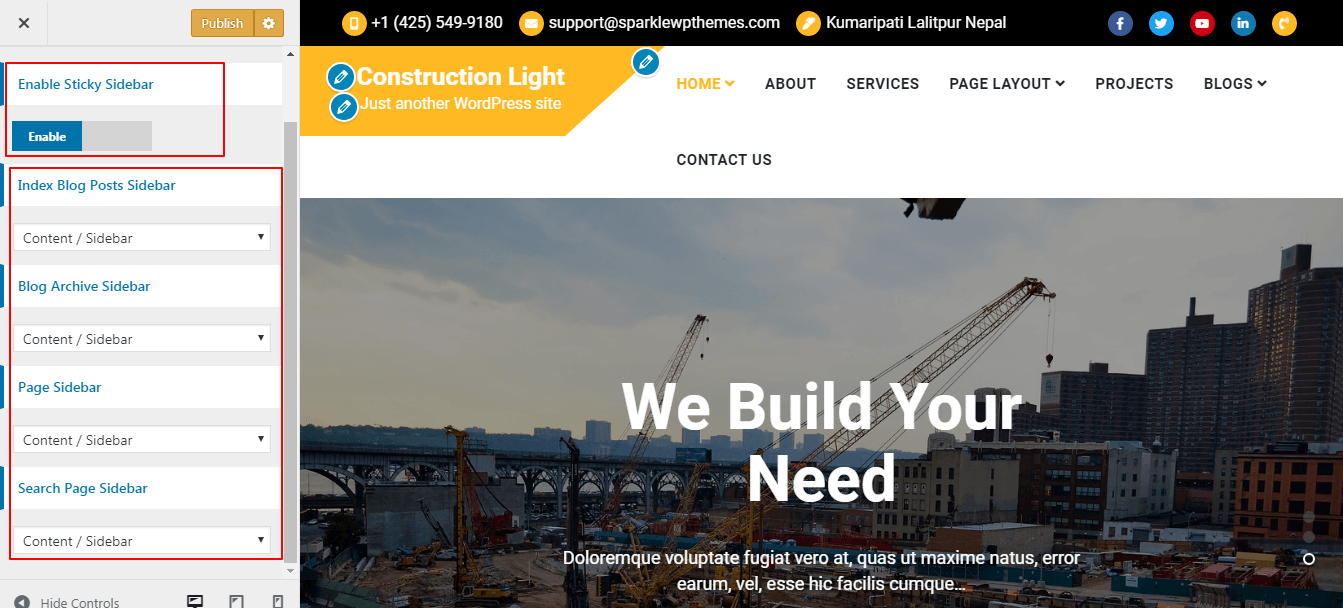 Publish
Enable Sticky Sidebar
Enable
Index Blog Posts Sidebar
Content / Sidebar
Blog Archive Sidebar
Content / Sidebar
Page Sidebar
Content / Sidebar
Search Page Sidebar
Content / Sidebar
Hide Controls
+1 (425) 549-9180 support@sparklewpthemes.com Kumaripati Lalitpur Nepal
Construction Light
Just another WordPress site
HOME ABOUT SERVICES PAGE LAYOUT PROJECTS BLOGS
CONTACT US
We Build Your
Need
Doloremque voluptate fugiat vero at, quas ut maxime natus, error
earum, vel, esse hic facilis cumque...